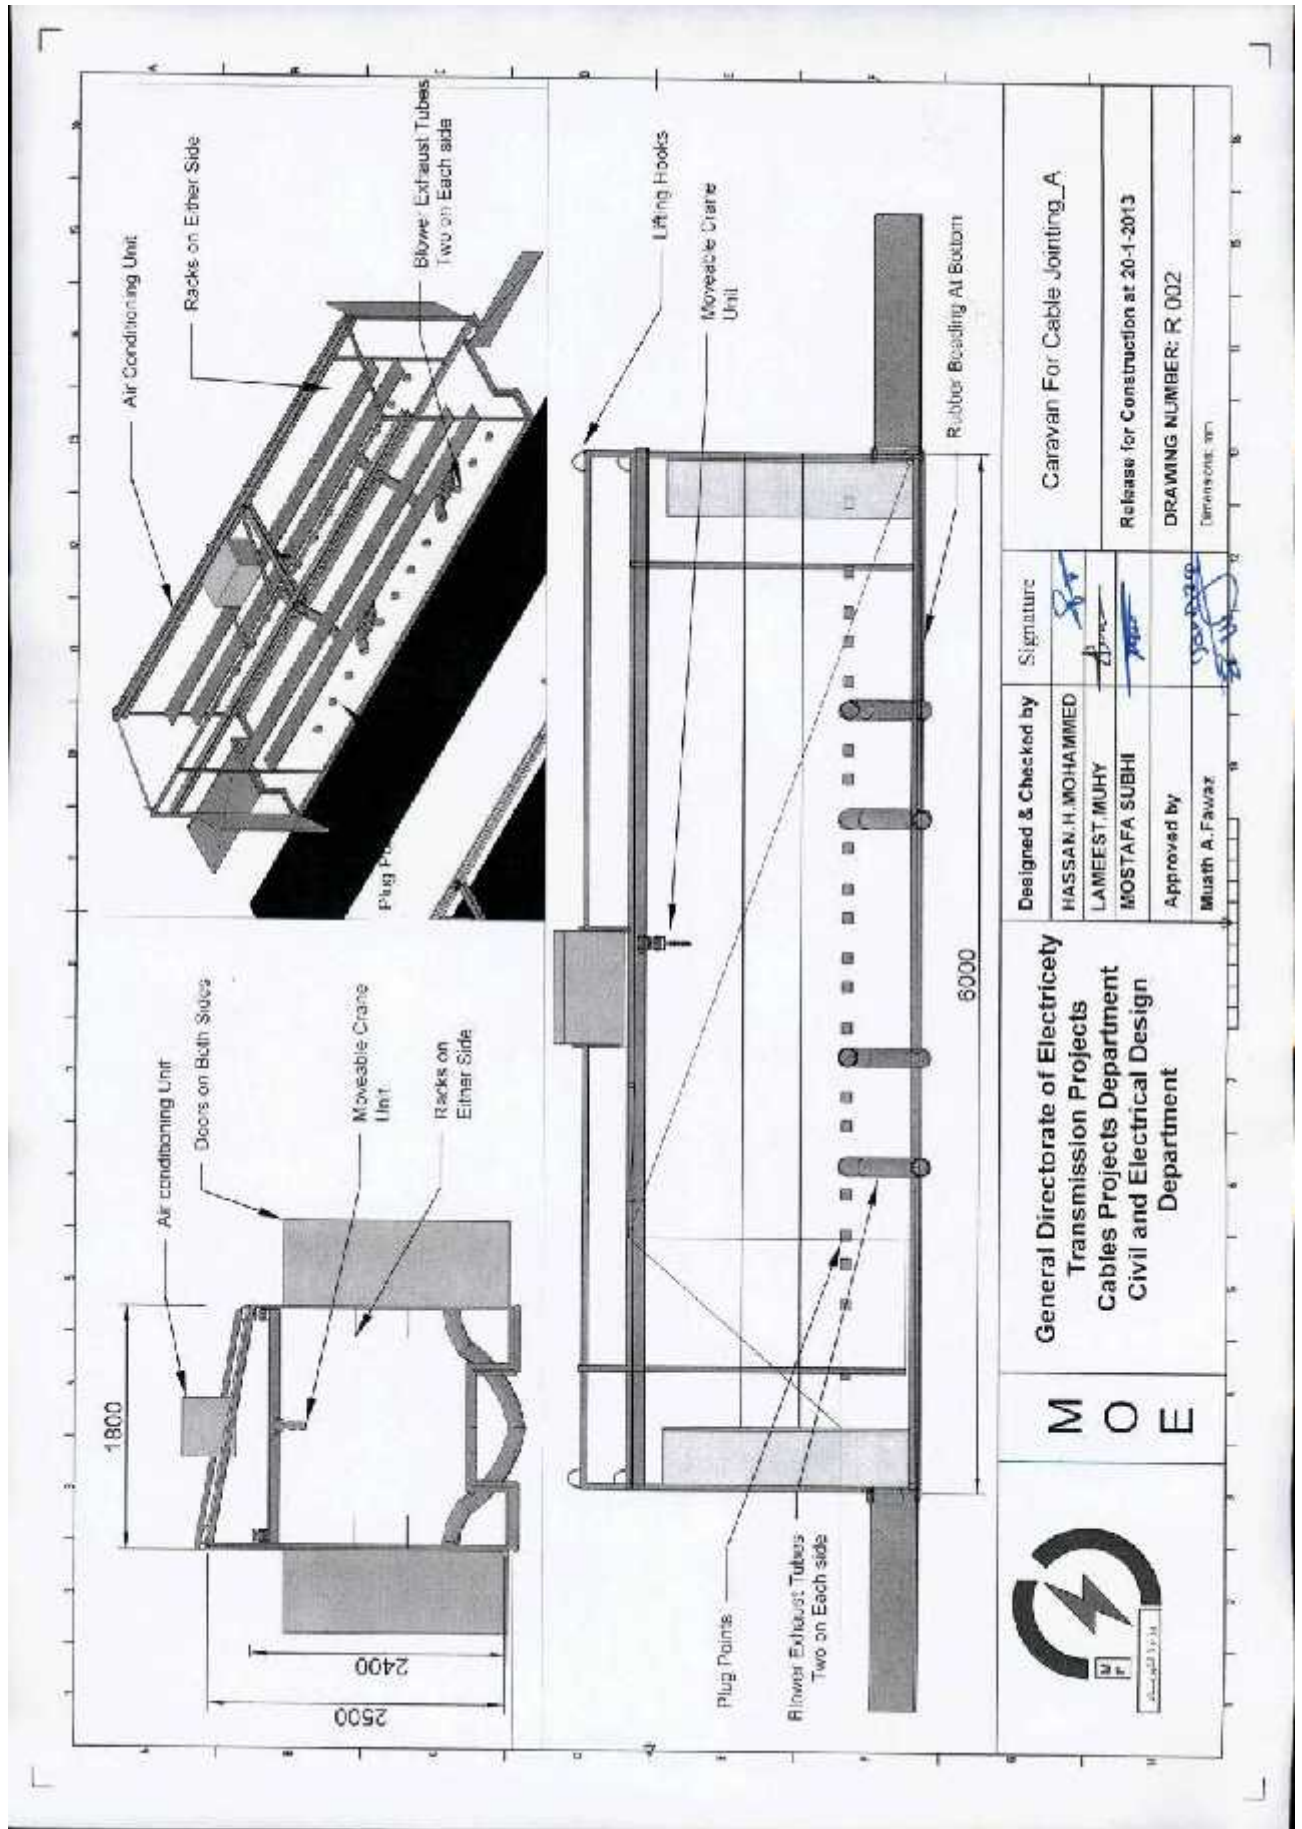 Air conditioning Unit
Doors on Both Sides
Moveable Crane
Unit
Racks on
Either Side
1800
2400
2500
Air Conditioning Unit
Racks on Either Side
Blower Exhaust Tubes
Two on Each side
Lifting Hooks
Moveable Crane
Unit
Rubber Beading At Bottom
6000
Plug Points
Blower Exhaust Tubes
Two on Each side
M
O
E
General Directorate of Electricety
Transmission Projects
Cables Projects Department
Civil and Electrical Design
Department
Designed & Checked by
Signature
HASSAN.H.MOHAMMED
LAMEEST.MUHY
MOSTAFA SUBHI
Approved by
Muath A.Fawaz
Caravan For Cable Jointing_A
Release for Construction at 20-1-2013
DRAWING NUMBER: R 002
Dimensions: mm